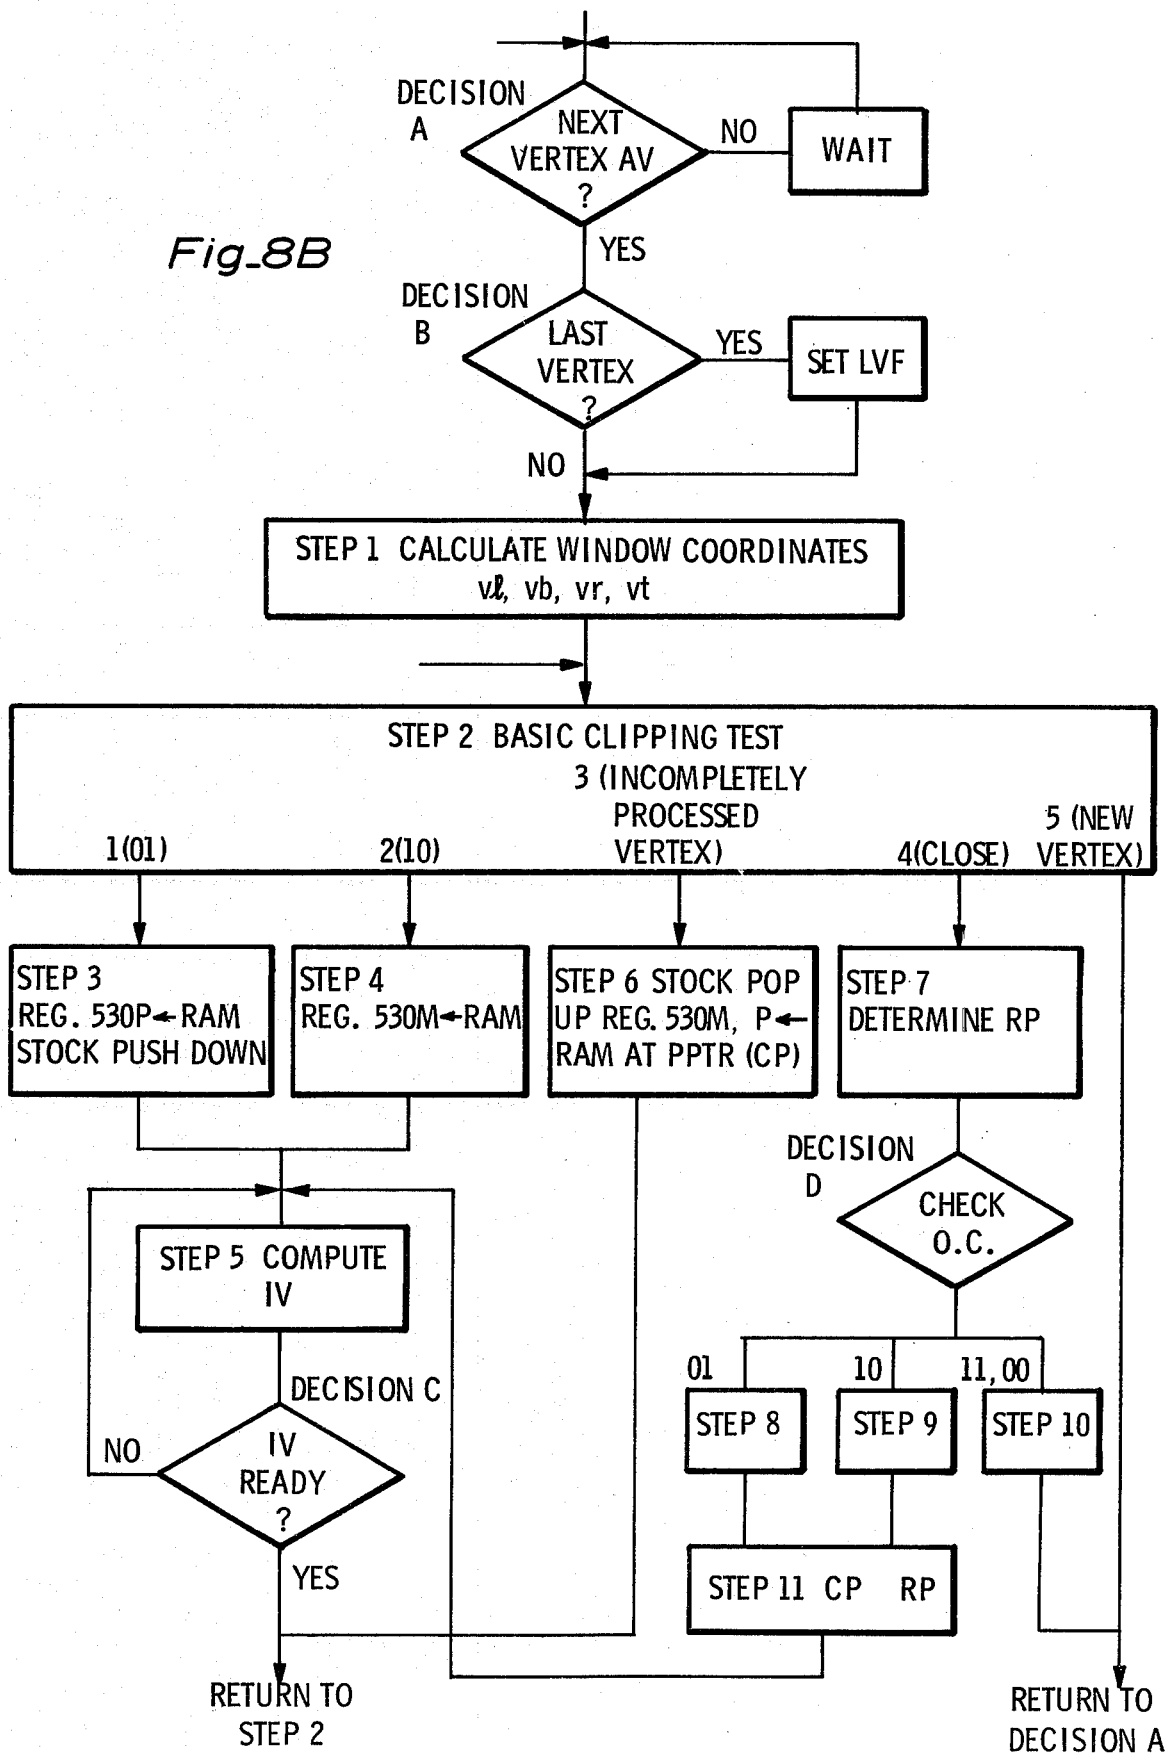 DECISION
A
NEXT
VERTEX AV
?
NO
WAIT
Fig_8B
YES
DECISION
B
LAST
VERTEX
?
YES
SET LVF
NO
STEP 1 CALCULATE WINDOW COORDINATES
vℓ, vb, vr, vt
STEP 2 BASIC CLIPPING TEST
1(01)
2(10)
3 (INCOMPLETELY
PROCESSED
VERTEX)
4(CLOSE)
5 (NEW
VERTEX)
STEP 3
REG. 530P←RAM
STOCK PUSH DOWN
STEP 4
REG. 530M←RAM
STEP 6 STOCK POP
UP REG. 530M, P←
RAM AT PPTR (CP)
STEP 7
DETERMINE RP
DECISION
D
CHECK
O.C.
STEP 5 COMPUTE
IV
DECISION C
IV
READY
?
NO
YES
01
10
11,00
STEP 8
STEP 9
STEP 10
STEP 11 CP RP
RETURN TO
STEP 2
RETURN TO
DECISION A